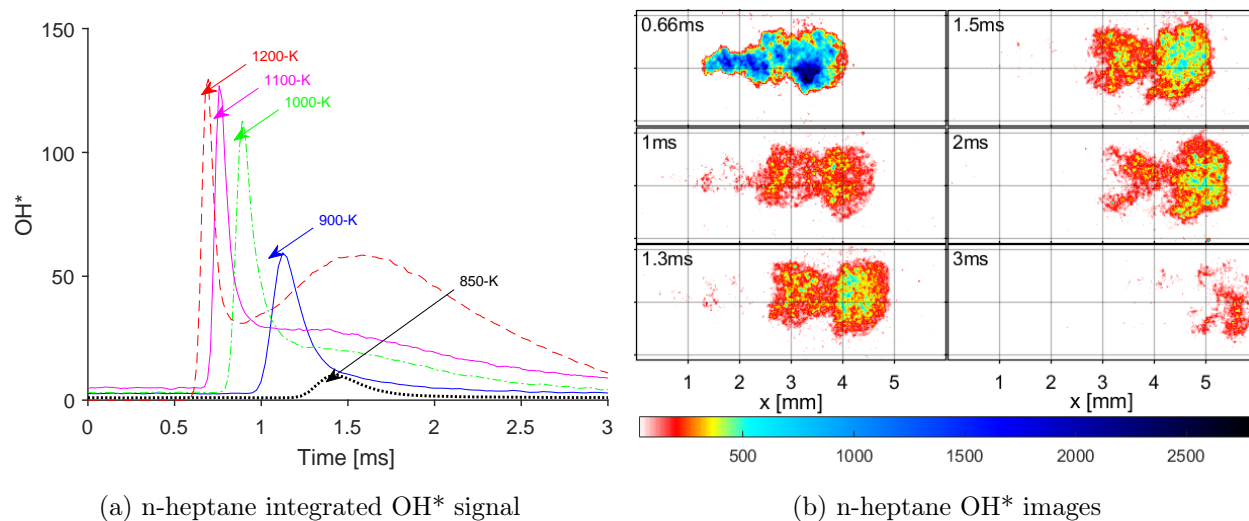 150
100
50
0
OH*
1200-K
1100-K
1000-K
900-K
850-K
0 0.5 1 1.5 2 2.5 3
Time [ms]
(a) n-heptane integrated OH* signal
0.66ms 1.5ms
1ms 2ms
1.3ms 3ms
1 2 3 4 5 1 2 3 4 5
x [mm] x [mm]
500 1000 1500 2000 2500
(b) n-heptane OH* images